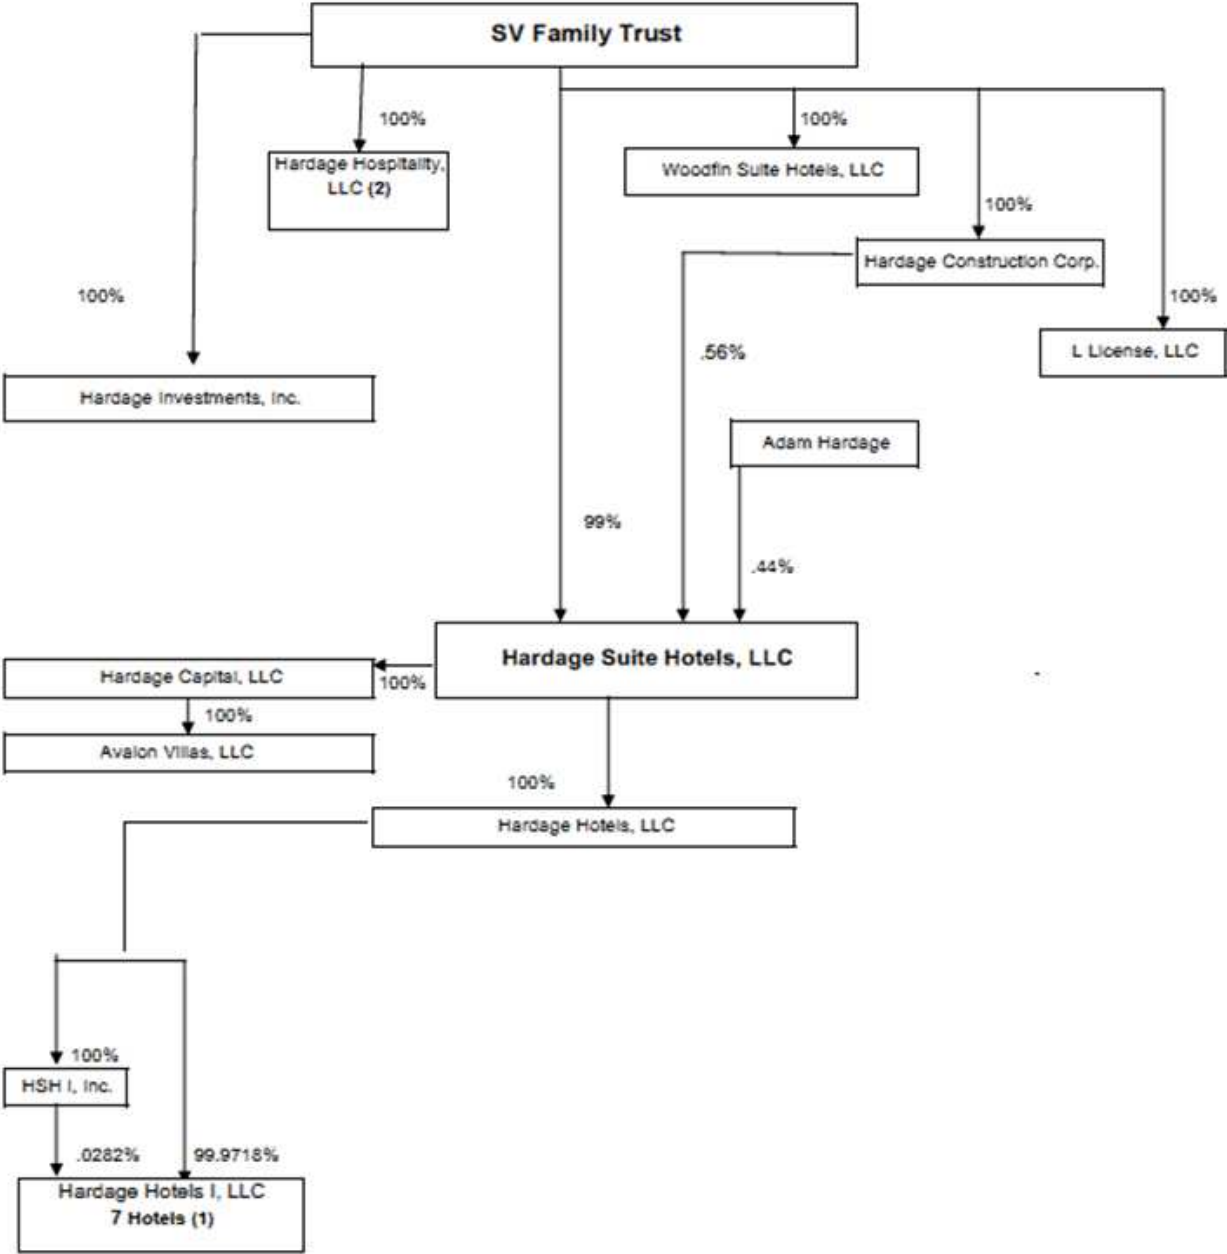 SV Family Trust
100%
100%
Hardage Hospitality,
LLC (2)
Woodfin Suite Hotels, LLC
100%
Hardage Construction Corp.
100%
100%
L License, LLC
.56%
Hardage Investments, Inc.
Adam Hardage
99%
.44%
Hardage Suite Hotels, LLC
Hardage Capital, LLC
100%
100%
Avalon Villas, LLC
100%
Hardage Hotels, LLC
100%
HSH I, Inc.
.0282%
99.9718%
Hardage Hotels I, LLC
7 Hotels (1)